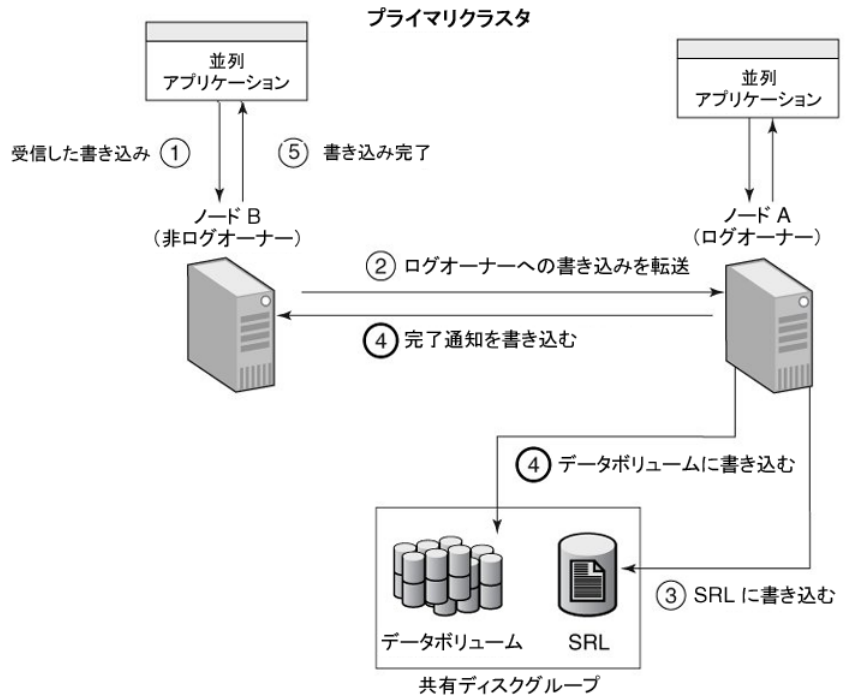 プライマリクラスタ
並列
アプリケーション
並列
アプリケーション
受信した書き込み ①
⑤ 書き込み完了
ノード B
(非ログオーナー)
ノード A
(ログオーナー)
② ログオーナーへの書き込みを転送
④ 完了通知を書き込む
④ データボリュームに書き込む
③ SRL に書き込む
データボリューム
SRL
共有ディスクグループ